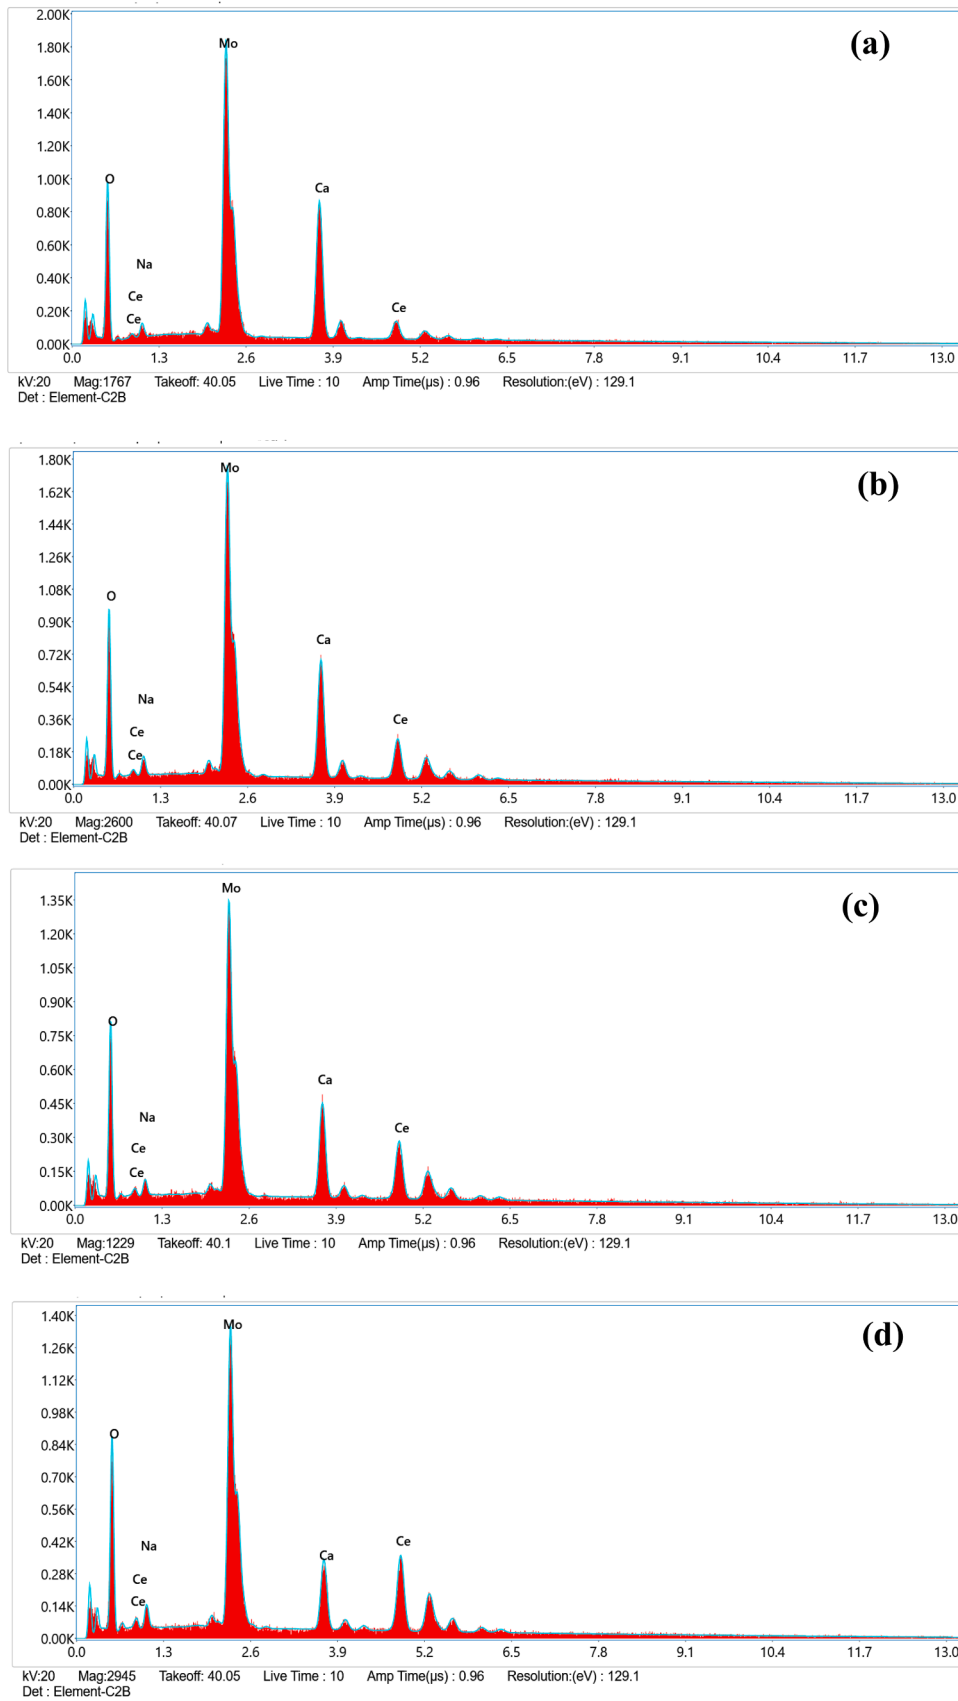 2.00K
Mo
(a)
1.80K
1.60K
1.40K
1.20K
1.00K
O
Ca
0.80K
0.60K
Na
0.40K
Ce
Ce
0.20K
Ce
0.00K
0.0 1.3 2.6 3.9 5.2 6.5 7.8 9.1 10.4 11.7 13.0
kV:20 Mag:1767 Takeoff: 40.05 Live Time : 10 Amp Time(μs) : 0.96 Resolution:(eV) : 129.1
Det : Element-C2B
1.80K
Mo
(b)
1.62K
1.44K
1.26K
1.08K
O
0.90K
Ca
0.72K
Na
0.54K
Ce
0.36K
Ce
0.18K
Ce
0.00K
0.0 1.3 2.6 3.9 5.2 6.5 7.8 9.1 10.4 11.7 13.0
kV:20 Mag:2600 Takeoff: 40.07 Live Time : 10 Amp Time(μs) : 0.96 Resolution:(eV) : 129.1
Det : Element-C2B
Mo
(c)
1.35K
1.20K
1.05K
0.90K
O
0.75K
Ca
0.60K
Na
Ce
0.45K
Ce
0.30K
Ce
0.15K
0.00K
0.0 1.3 2.6 3.9 5.2 6.5 7.8 9.1 10.4 11.7 13.0
kV:20 Mag:1229 Takeoff: 40.1 Live Time : 10 Amp Time(μs) : 0.96 Resolution:(eV) : 129.1
Det : Element-C2B
1.40K
Mo
(d)
1.26K
1.12K
0.98K
O
0.84K
0.70K
0.56K
Ce
0.42K
Na
Ca
0.28K
Ce
0.14K
Ce
0.00K
0.0 1.3 2.6 3.9 5.2 6.5 7.8 9.1 10.4 11.7 13.0
kV:20 Mag:2945 Takeoff: 40.05 Live Time : 10 Amp Time(μs) : 0.96 Resolution:(eV) : 129.1
Det : Element-C2B